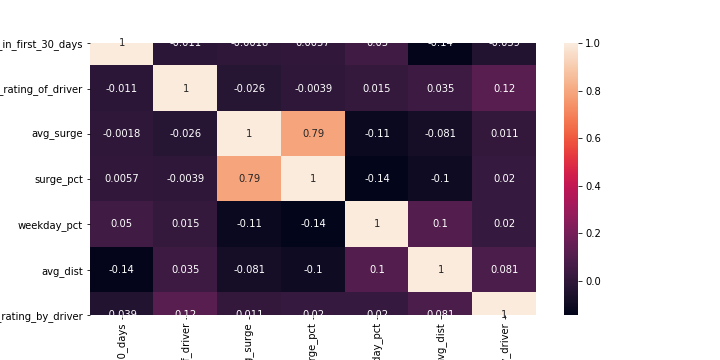 _in_first_30_days 1 -0.011 -0.0018 0.0057 0.05 -0.14 -0.039 1.0
_rating_of_driver -0.011 1 -0.026 -0.0039 0.015 0.035 0.12 0.8
avg_surge -0.0018 -0.026 1 0.79 -0.11 -0.081 0.011 0.6
surge_pct 0.0057 -0.0039 0.79 1 -0.14 -0.1 0.02 0.4
weekday_pct 0.05 0.015 -0.11 -0.14 1 0.1 0.02 0.2
avg_dist -0.14 0.035 -0.081 -0.1 0.1 1 0.081 0.0
_rating_by_driver 0.039 0.12 0.011 0.02 0.02 0.081 1
0_days
f_driver
g_surge
rge_pct
day_pct
vg_dist
_driver